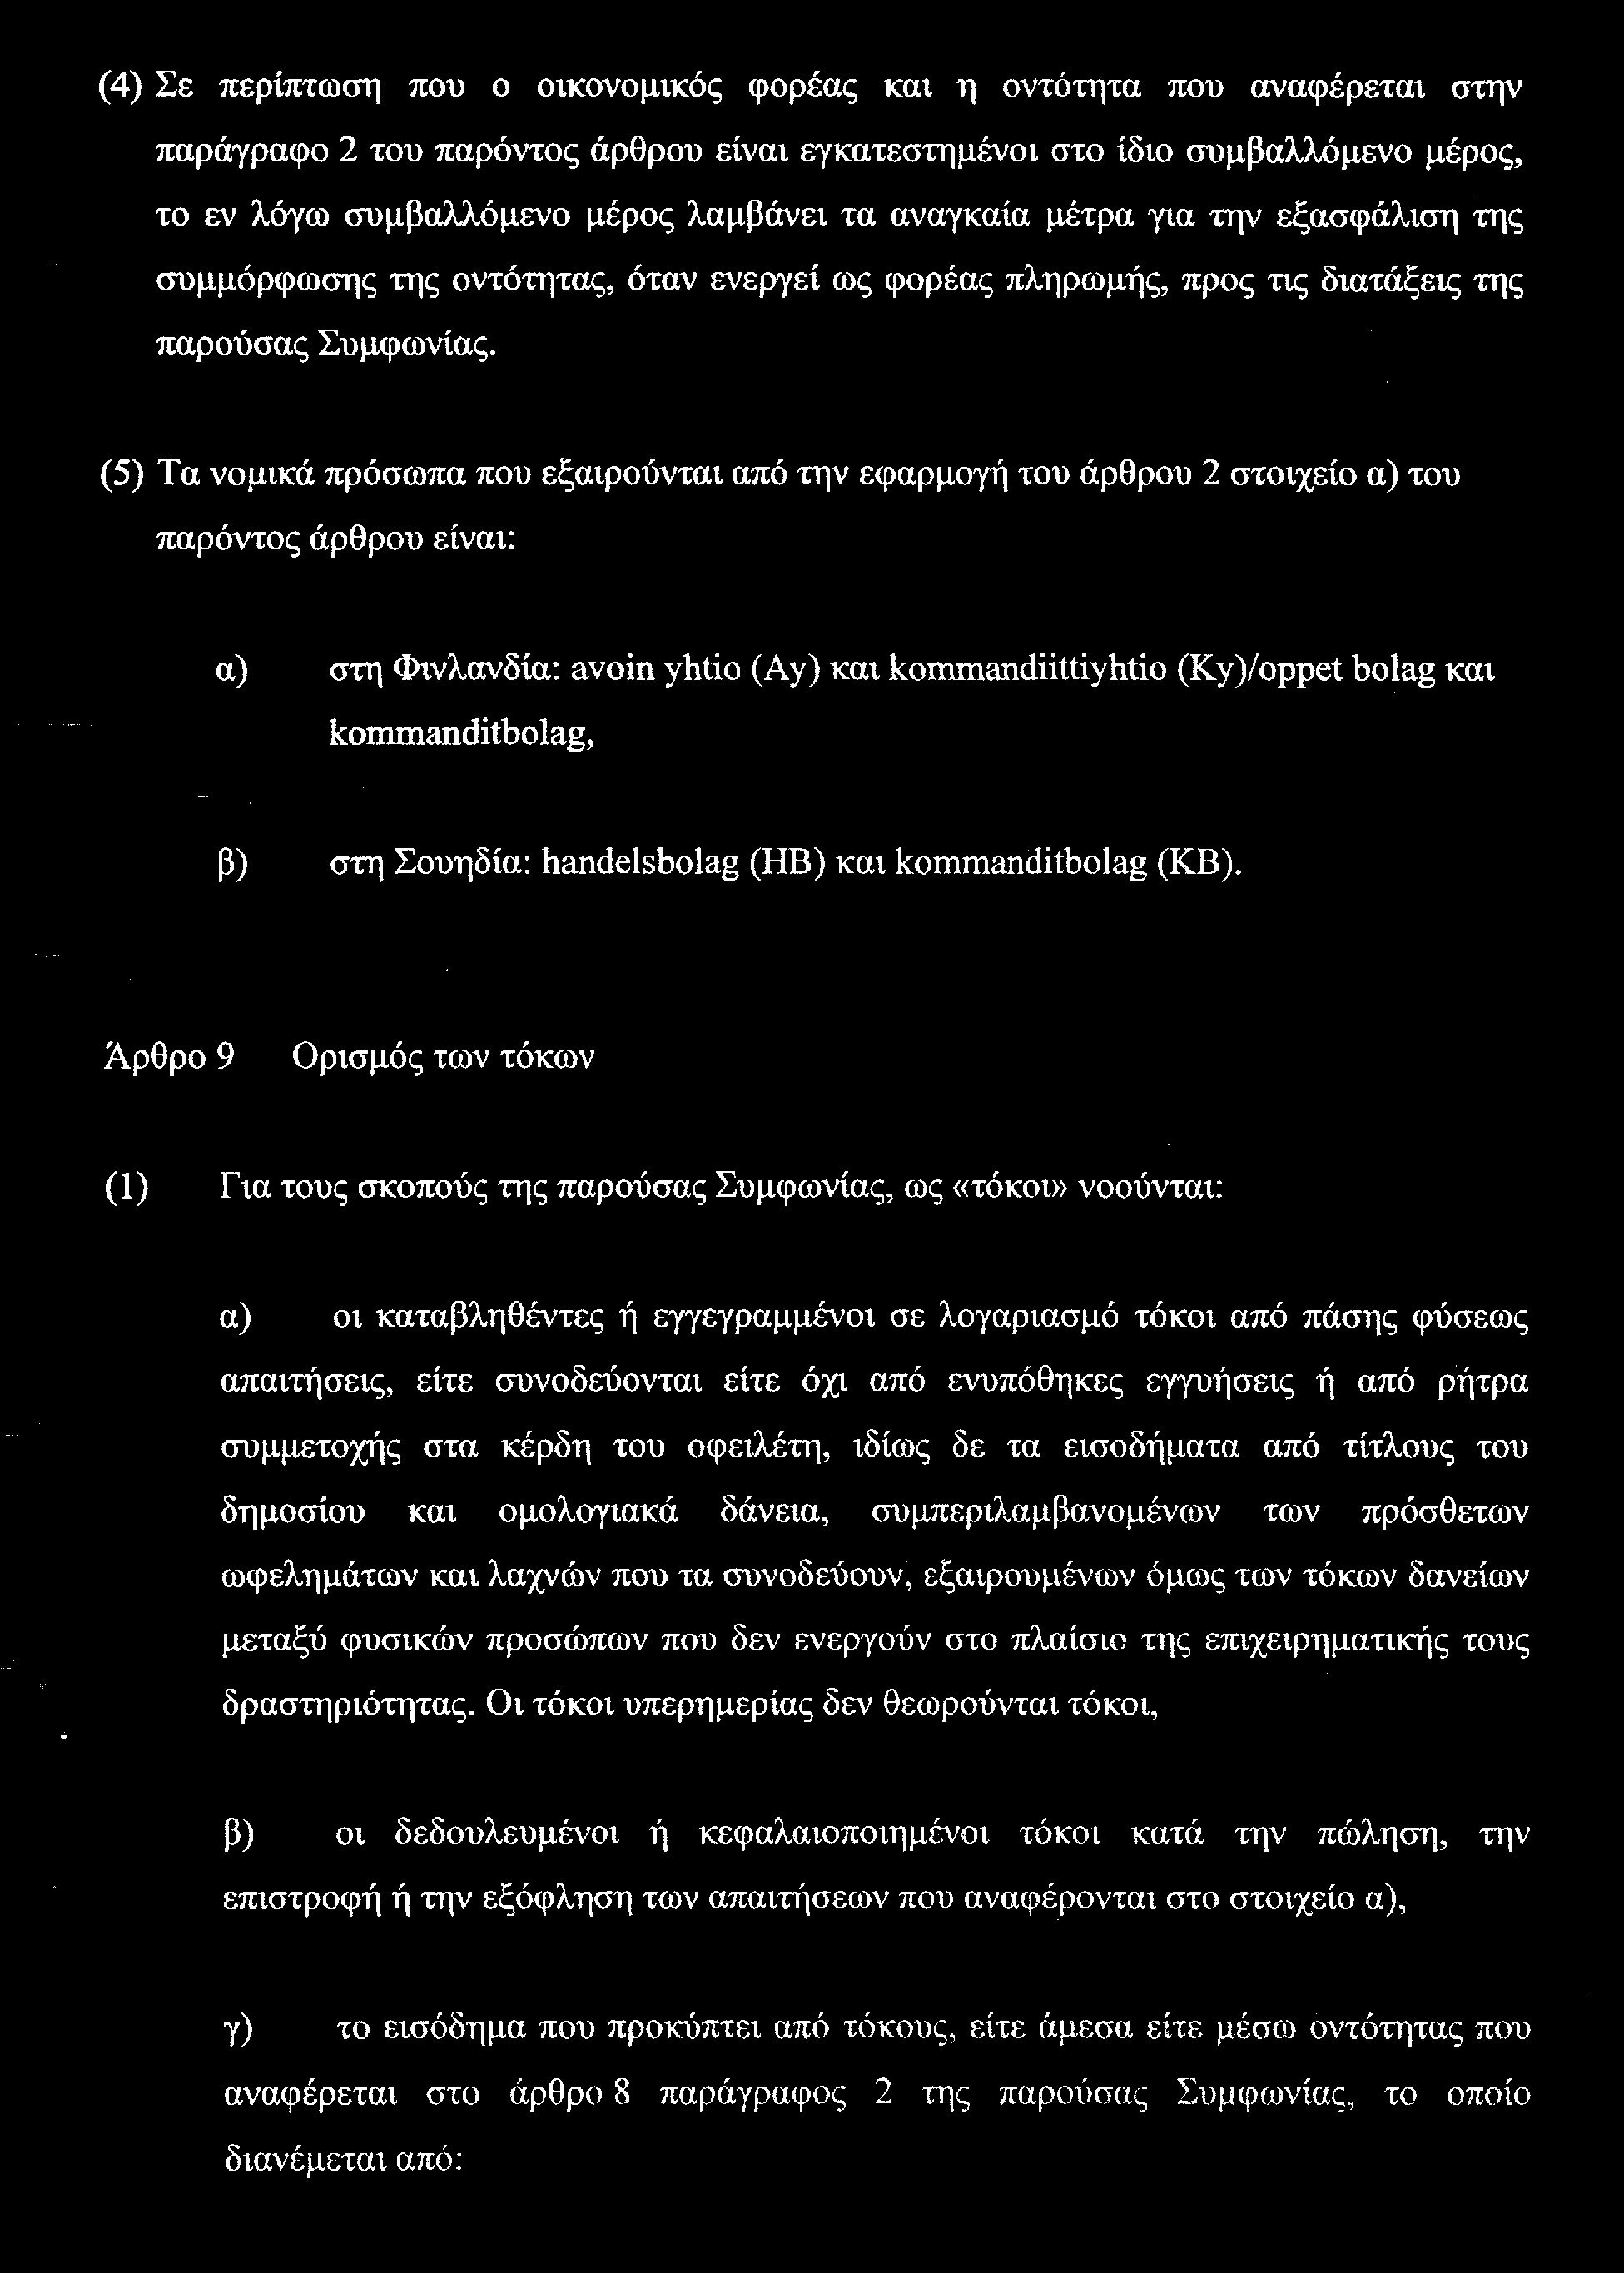 (4) Σε περίπτωση που ο οικονομικός φορέας και η οντότητα που αναφέρεται στην
παράγραφο 2 του παρόντος άρθρου είναι εγκατεστημένοι στο ίδιο συμβαλλόμενο μέρος,
το εν λόγω συμβαλλόμενο μέρος λαμβάνει τα αναγκαία μέτρα για την εξασφάλιση της
συμμόρφωσης της οντότητας, όταν ενεργεί ως φορέας πληρωμής, προς τις διατάξεις της
παρούσας Συμφωνίας.
(5) Τα νομικά πρόσωπα που εξαιρούνται από την εφαρμογή του άρθρου 2 στοιχείο α) του
παρόντος άρθρου είναι:
α) στη Φινλανδία: avoin yhtio (Ay) και kommandiittiyhtio (Ky)/oppet bolag και
kommanditbolag,
β) στη Σουηδία: handelsbolag (HB) και kommanditbolag (KB).
Άρθρο 9 Ορισμός των τόκων
(1) Για τους σκοπούς της παρούσας Συμφωνίας, ως «τόκοι» νοούνται:
α) οι καταβληθέντες ή εγγεγραμμένοι σε λογαριασμό τόκοι από πάσης φύσεως
απαιτήσεις, είτε συνοδεύονται είτε όχι από ενυπόθηκες εγγυήσεις ή από ρήτρα
συμμετοχής στα κέρδη του οφειλέτη, ιδίως δε τα εισοδήματα από τίτλους του
δημοσίου και ομολογιακά δάνεια, συμπεριλαμβανομένων των πρόσθετων
ωφελημάτων και λαχνών που τα συνοδεύουν, εξαιρουμένων όμως των τόκων δανείων
μεταξύ φυσικών προσώπων που δεν ενεργούν στο πλαίσιο της επιχειρηματικής τους
δραστηριότητας. Οι τόκοι υπερημερίας δεν θεωρούνται τόκοι,
β) οι δεδουλευμένοι ή κεφαλαιοποιημένοι τόκοι κατά την πώληση, την
επιστροφή ή την εξόφληση των απαιτήσεων που αναφέρονται στο στοιχείο α),
γ) το εισόδημα που προκύπτει από τόκους, είτε άμεσα είτε μέσω οντότητας που
αναφέρεται στο άρθρο 8 παράγραφος 2 της παρούσας Συμφωνίας, το οποίο
διανέμεται από: